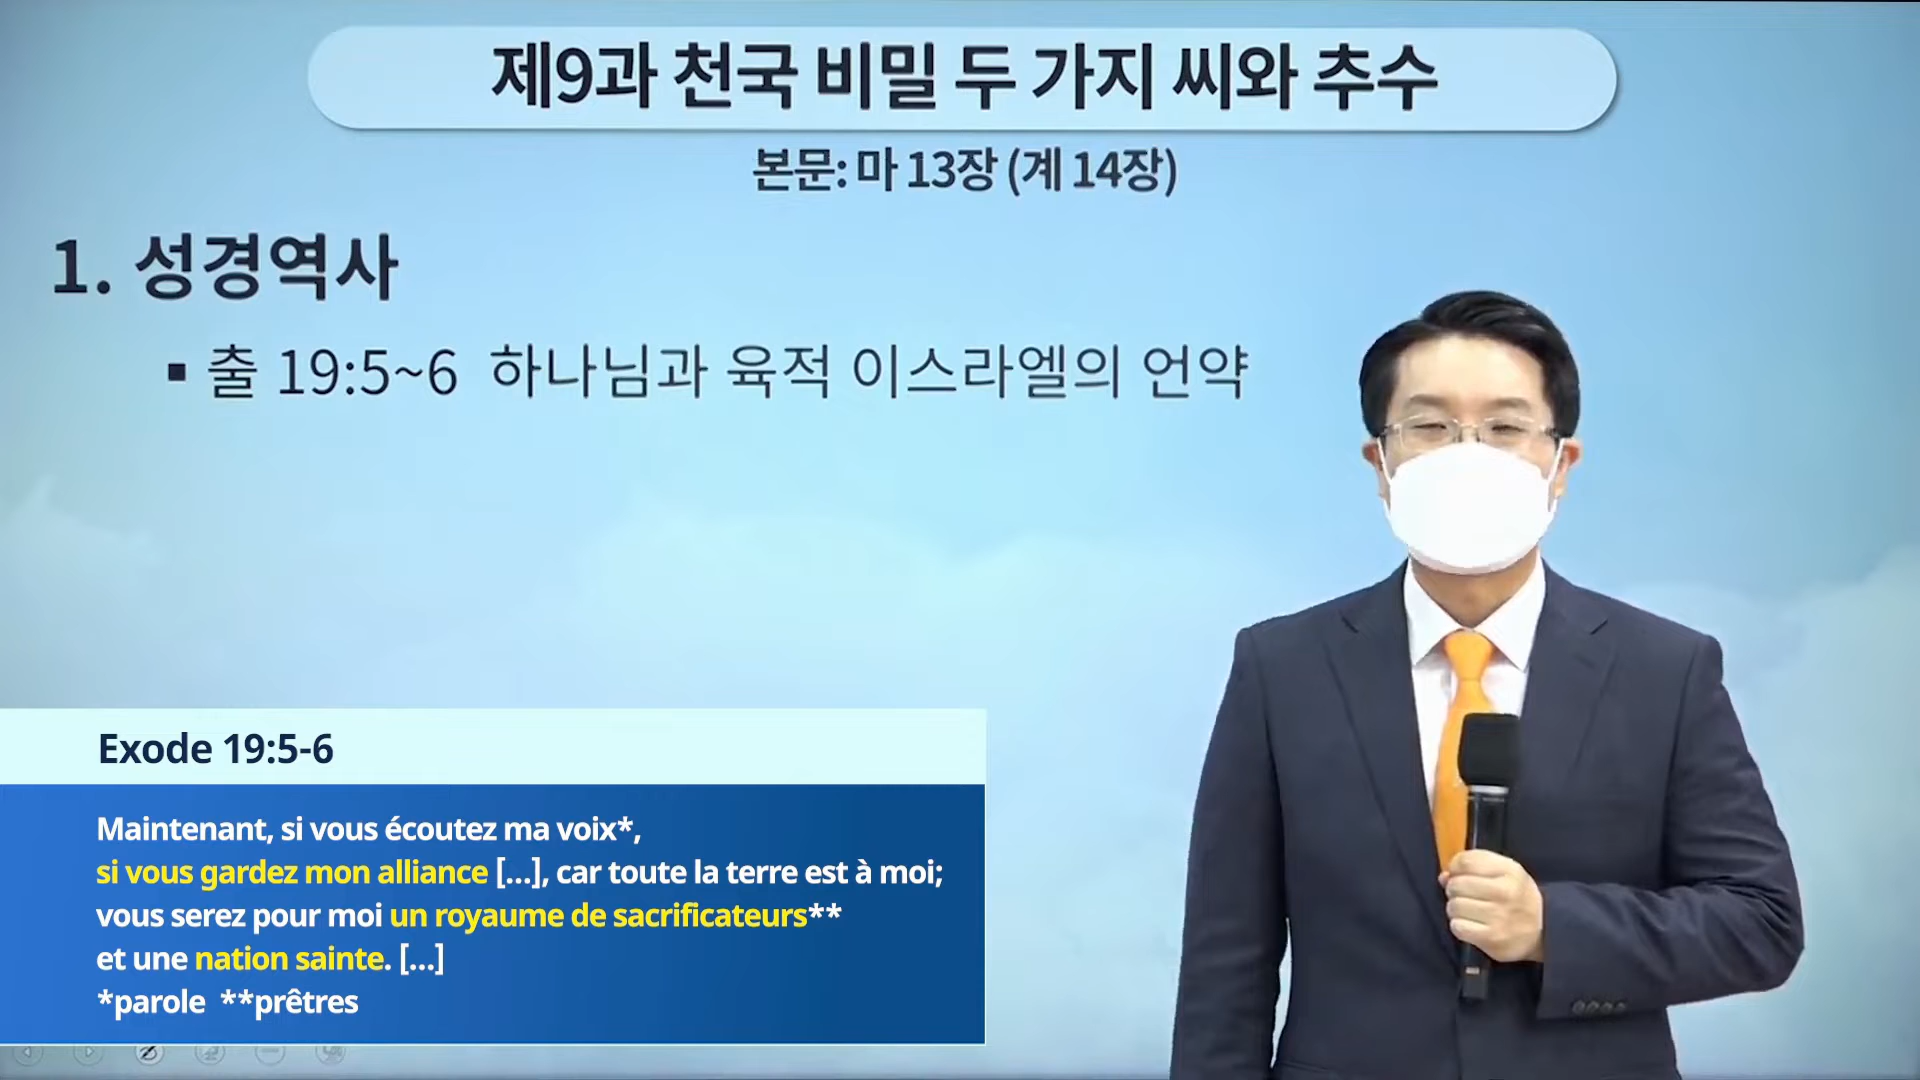 제9과 천국 비밀 두 가지 씨와 추수
본문: 마 13장 (계 14장)
1. 성경역사
▪ 출 19:5~6 하나님과 육적 이스라엘의 언약
Exode 19:5-6
Maintenant, si vous écoutez ma voix*,
si vous gardez mon alliance [...], car toute la terre est à moi;
vous serez pour moi un royaume de sacrificateurs**
et une nation sainte. [...]
*parole **prêtres